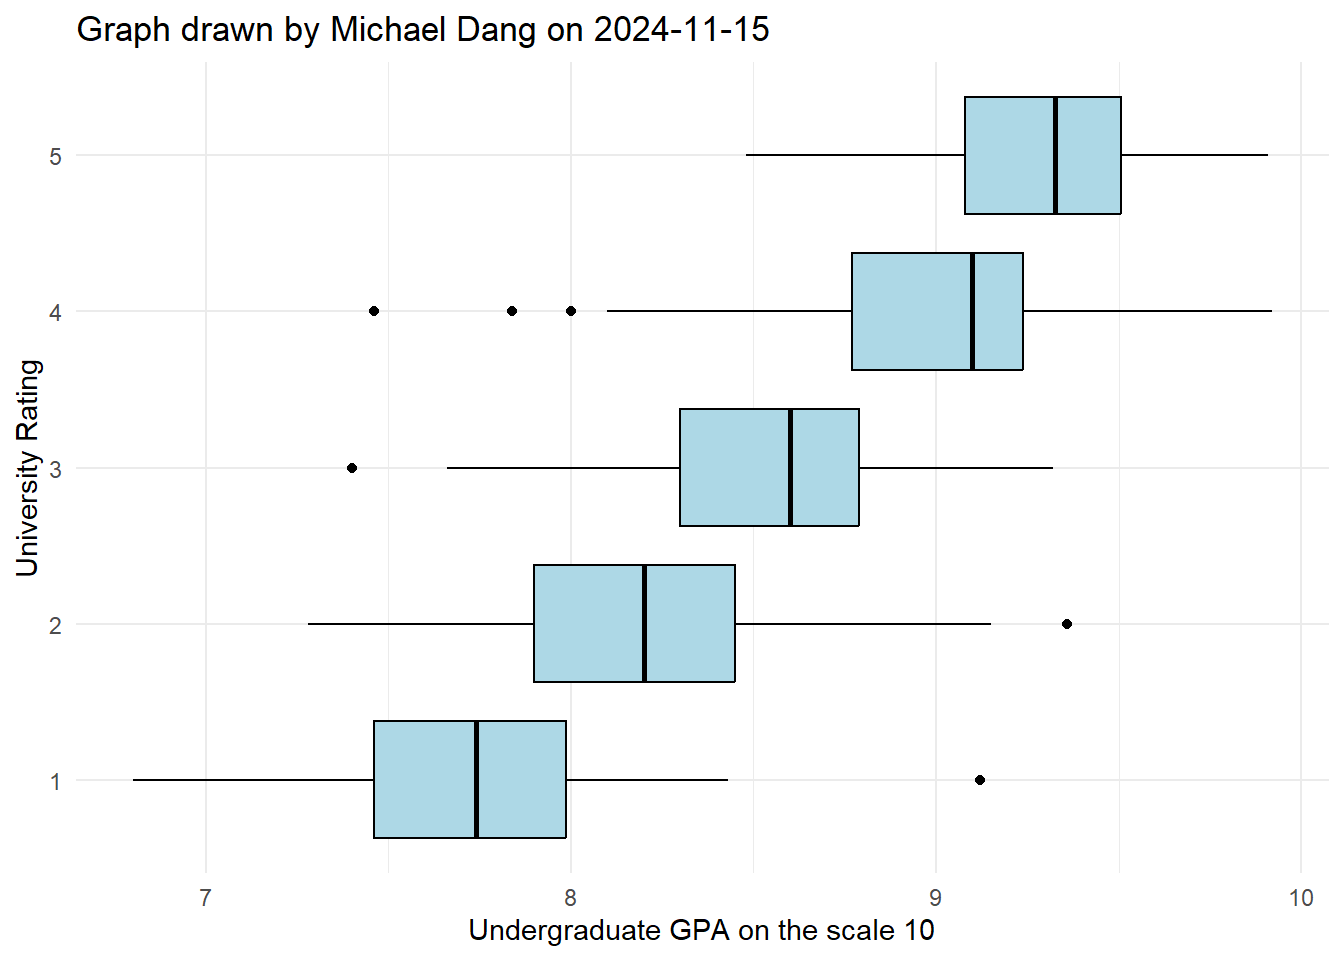 Graph drawn by Michael Dang on 2024-11-15
University Rating
5
4
3
2
1
7 8 9 10
Undergraduate GPA on the scale 10